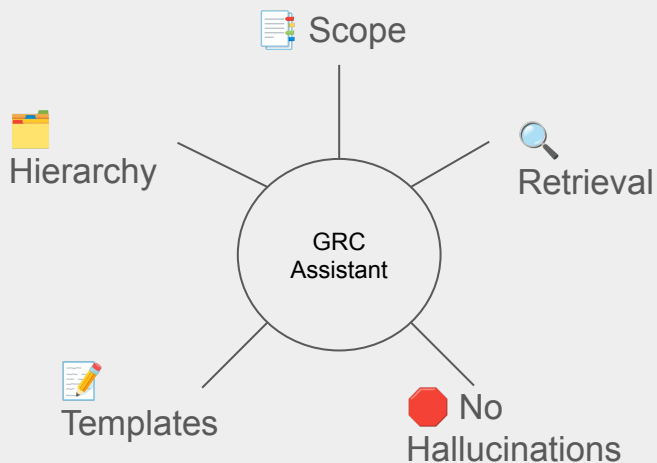 Scope
Hierarchy
Retrieval
GRC
Assistant
Templates
No
Hallucinations